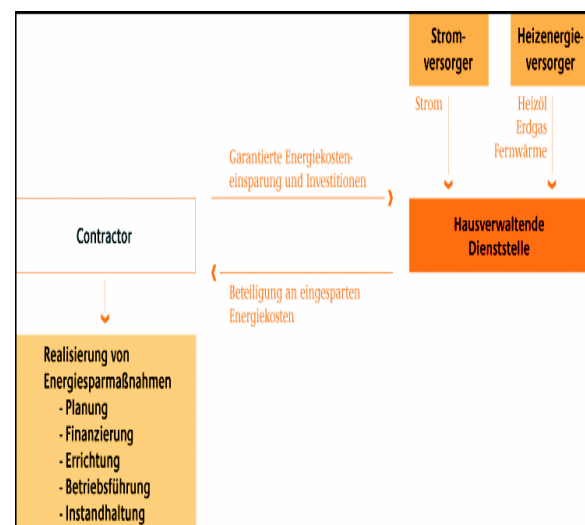 Strom-
versorger
Heizenergie-
versorger
Strom
Heizöl
Erdgas
Fernwärme
Garantierte Energiekosten-
einsparung und Investitionen
Contractor
Hausverwaltende
Dienststelle
Beteiligung an eingesparten
Energiekosten
Realisierung von
Energiesparmaßnahmen
- Planung
- Finanzierung
- Errichtung
- Betriebsführung
- Instandhaltung